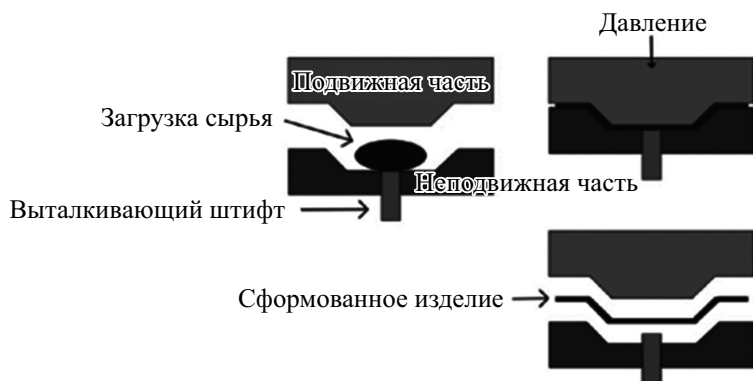 Давление
Подвижная часть
Загрузка сырья
Неподвижная часть
Выталкивающий штифт
Сформованное изделие